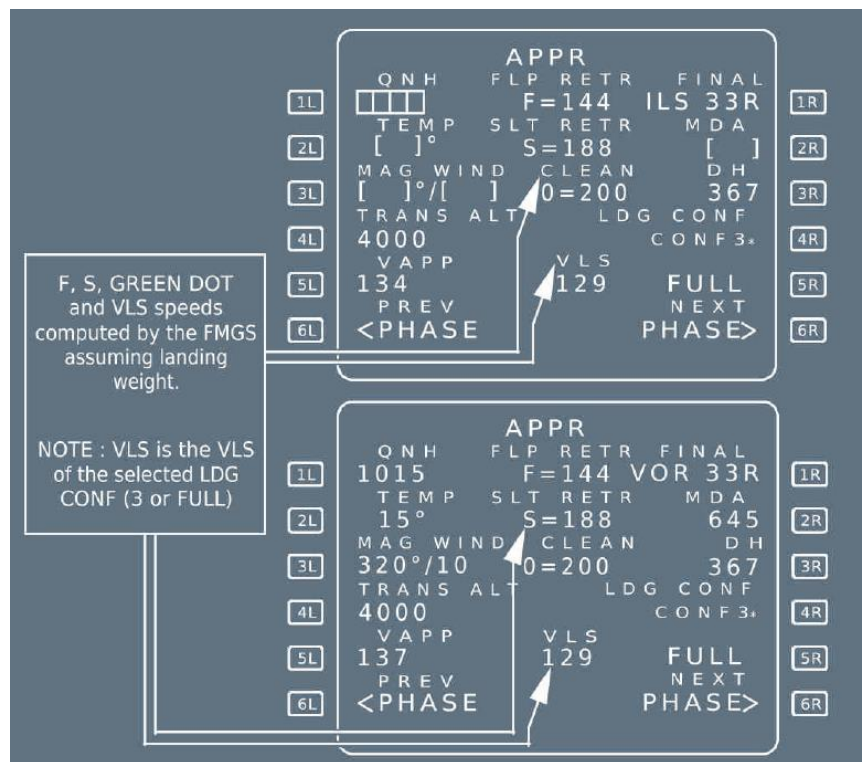 APPR
QNH FLP RETR FINAL
1L F=144 ILS 33R 1R
TEMP SLT RETR MDA
2L [ ]° S=188 [ ] 2R
MAG WIND CLEAN DH
3L [ ]°/[ ] 0=200 367 3R
TRANS ALT LDG CONF
4L 4000 CONF3* 4R
VAPP VLS
5L 134 129 FULL 5R
PREV NEXT
6L <PHASE PHASE> 6R
F, S, GREEN DOT
and VLS speeds
computed by the FMGS
assuming landing
weight.
NOTE : VLS is the VLS
of the selected LDG
CONF (3 or FULL)
APPR
QNH FLP RETR FINAL
1L 1015 F=144 VOR 33R 1R
TEMP SLT RETR MDA
2L 15° S=188 645 2R
MAG WIND CLEAN DH
3L 320°/10 0=200 367 3R
TRANS ALT LDG CONF
4L 4000 CONF3* 4R
VAPP VLS
5L 137 129 FULL 5R
PREV NEXT
6L <PHASE PHASE> 6R